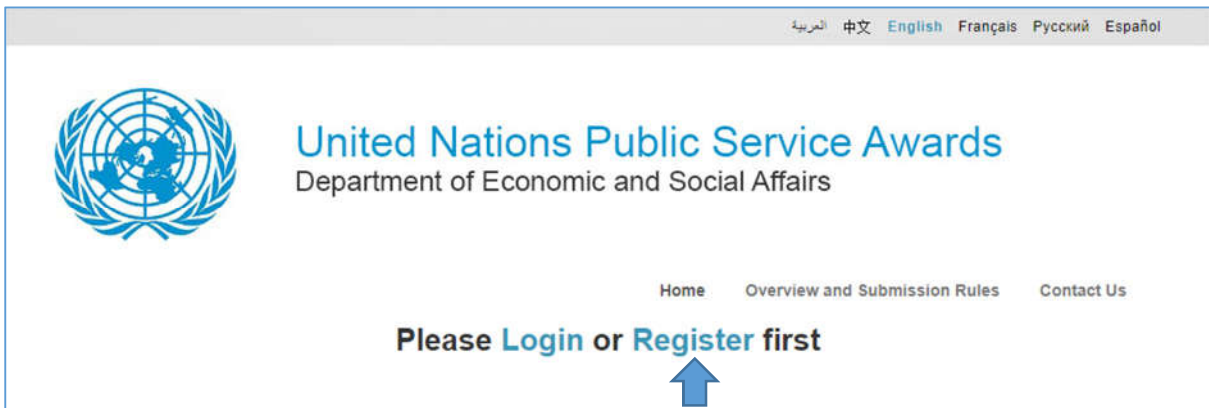 العربية 中文 English Français Русский Español
United Nations Public Service Awards
Department of Economic and Social Affairs
Home Overview and Submission Rules Contact Us
Please Login or Register first